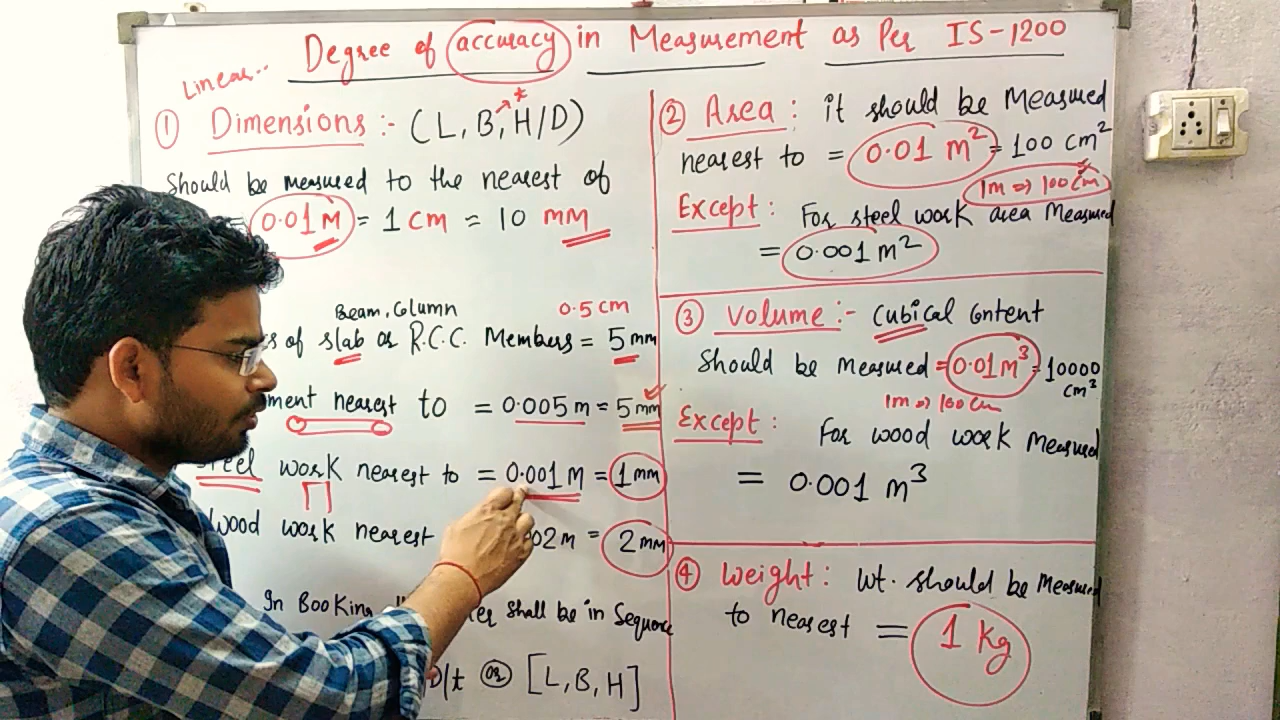 Degree of accuracy in Measurement as Per IS-1200
Linear..
① Dimensions :- (L, B, H/D)
*
Should be measured to the nearest of
0.01 M = 1 cm = 10 mm
Beam, Column 0.5 cm
s of slab or R.C.C. Members = 5 mm
ment nearest to = 0.005 m = 5 mm
Steel work nearest to = 0.001 M = 1 mm
Wood work nearest 02 m = 2 mm
In Booking shall be in Sequence
D/t or [L, B, H]
② Area : it should be Measured
nearest to = 0.01 m² = 100 cm²
1m => 100 cm
Except : For steel work area Measured
= 0.001 m²
③ Volume :- Cubical Content
Should be Measured = 0.01 m³ = 10000 cm³
1m => 100 cm
Except : For wood work Measured
= 0.001 m³
④ Weight : Wt. should be Measured
to nearest = 1 Kg